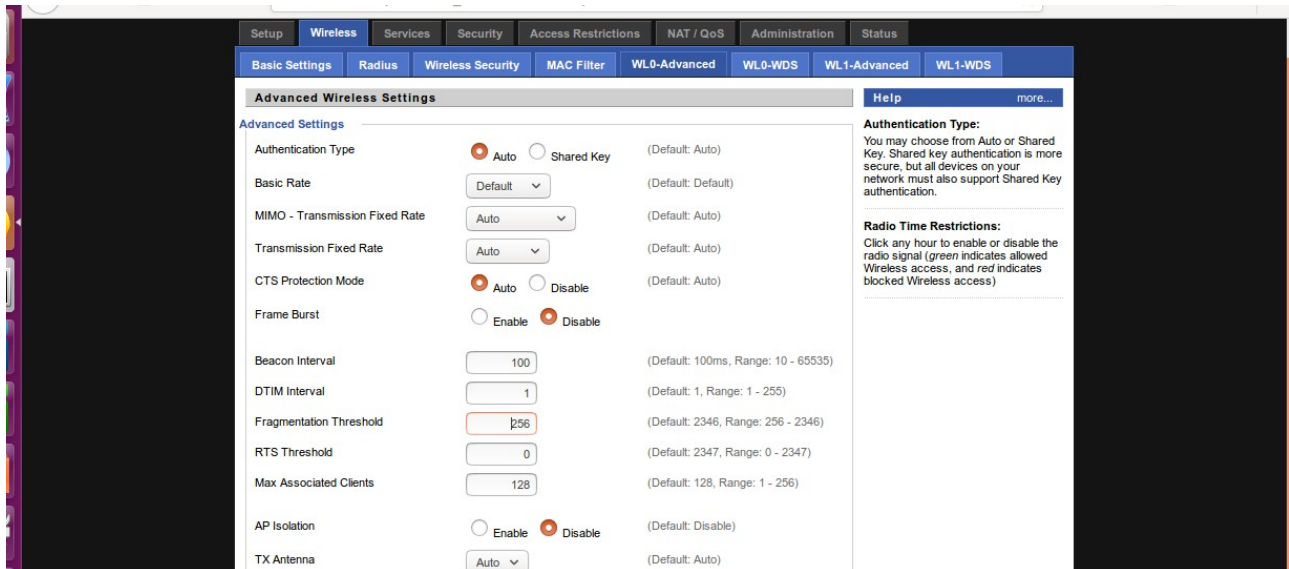 Setup Wireless Services Security Access Restrictions NAT / QoS Administration Status
Basic Settings Radius Wireless Security MAC Filter WL0-Advanced WL0-WDS WL1-Advanced WL1-WDS
Advanced Wireless Settings
Advanced Settings
Authentication Type Auto Shared Key (Default: Auto)
Basic Rate Default (Default: Default)
MIMO - Transmission Fixed Rate Auto (Default: Auto)
Transmission Fixed Rate Auto (Default: Auto)
CTS Protection Mode Auto Disable (Default: Auto)
Frame Burst Enable Disable
Beacon Interval 100 (Default: 100ms, Range: 10 - 65535)
DTIM Interval 1 (Default: 1, Range: 1 - 255)
Fragmentation Threshold 256 (Default: 2346, Range: 256 - 2346)
RTS Threshold 0 (Default: 2347, Range: 0 - 2347)
Max Associated Clients 128 (Default: 128, Range: 1 - 256)
AP Isolation Enable Disable (Default: Disable)
TX Antenna Auto (Default: Auto)
Help more...
Authentication Type:
You may choose from Auto or Shared
Key. Shared key authentication is more
secure, but all devices on your
network must also support Shared Key
authentication.
Radio Time Restrictions:
Click any hour to enable or disable the
radio signal (green indicates allowed
Wireless access, and red indicates
blocked Wireless access)